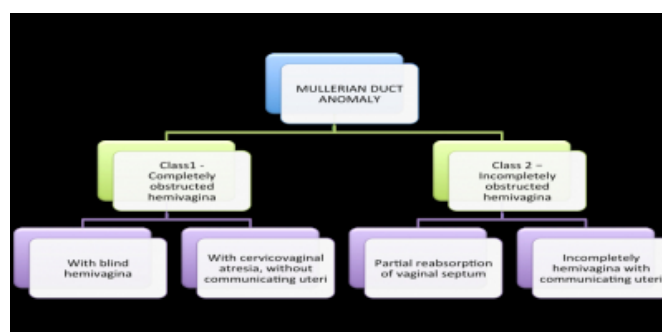 MULLERIAN DUCT
ANOMALY
Class1 -
Completely
obstructed
hemivagina
Class 2 –
Incompletely
obstructed
hemivagina
With blind
hemivagina
With cervicovaginal
atresia, without
communicating uteri
Partial reabsorption
of vaginal septum
Incompletely
hemivagina with
communicating uteri